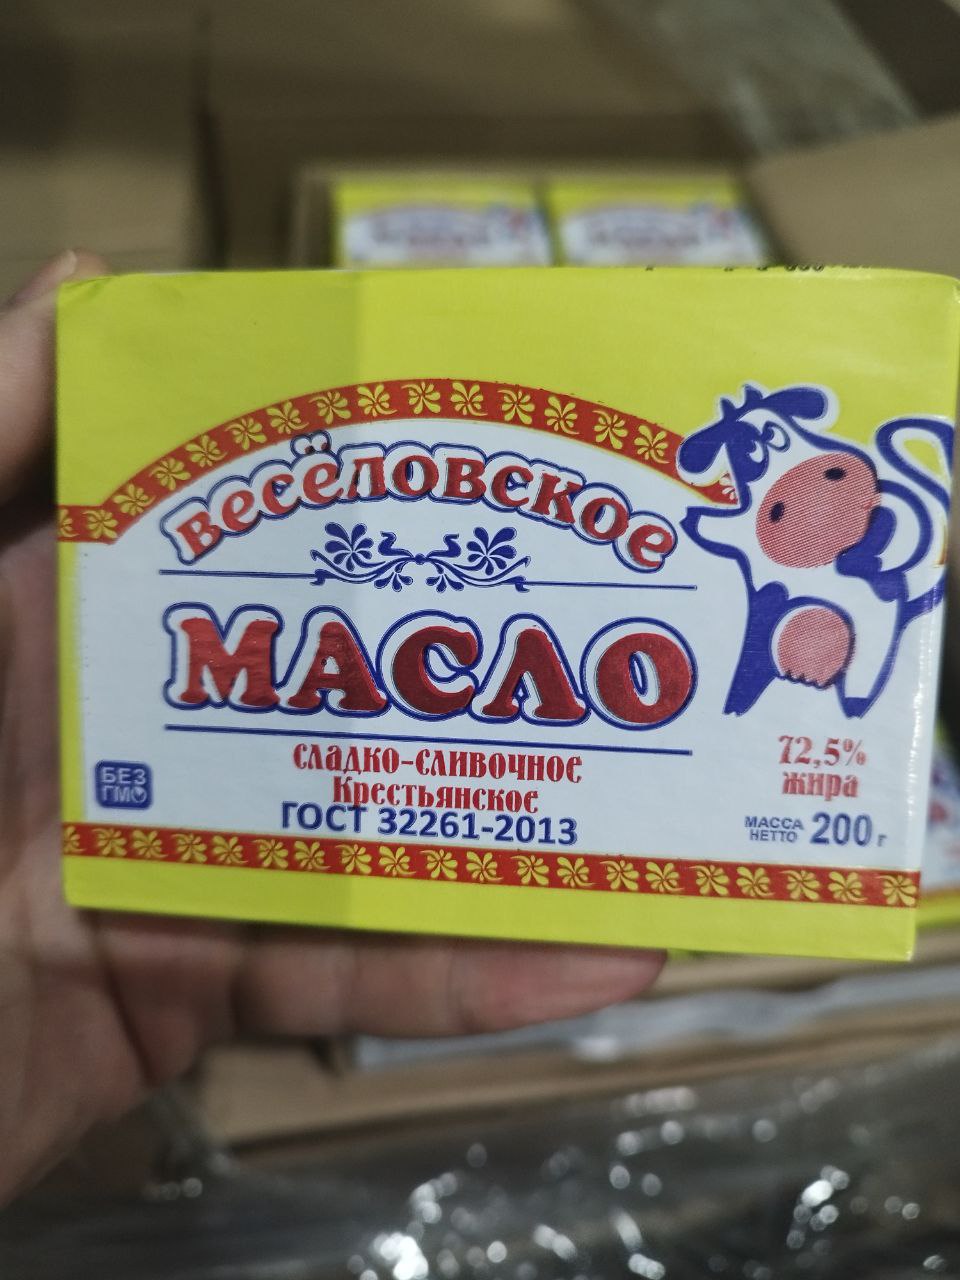 весёловское
МАСЛО
сладко-сливочное
Крестьянское
ГОСТ 32261-2013
БЕЗ
ГМО
72,5%
жира
МАССА
НЕТТО 200 г